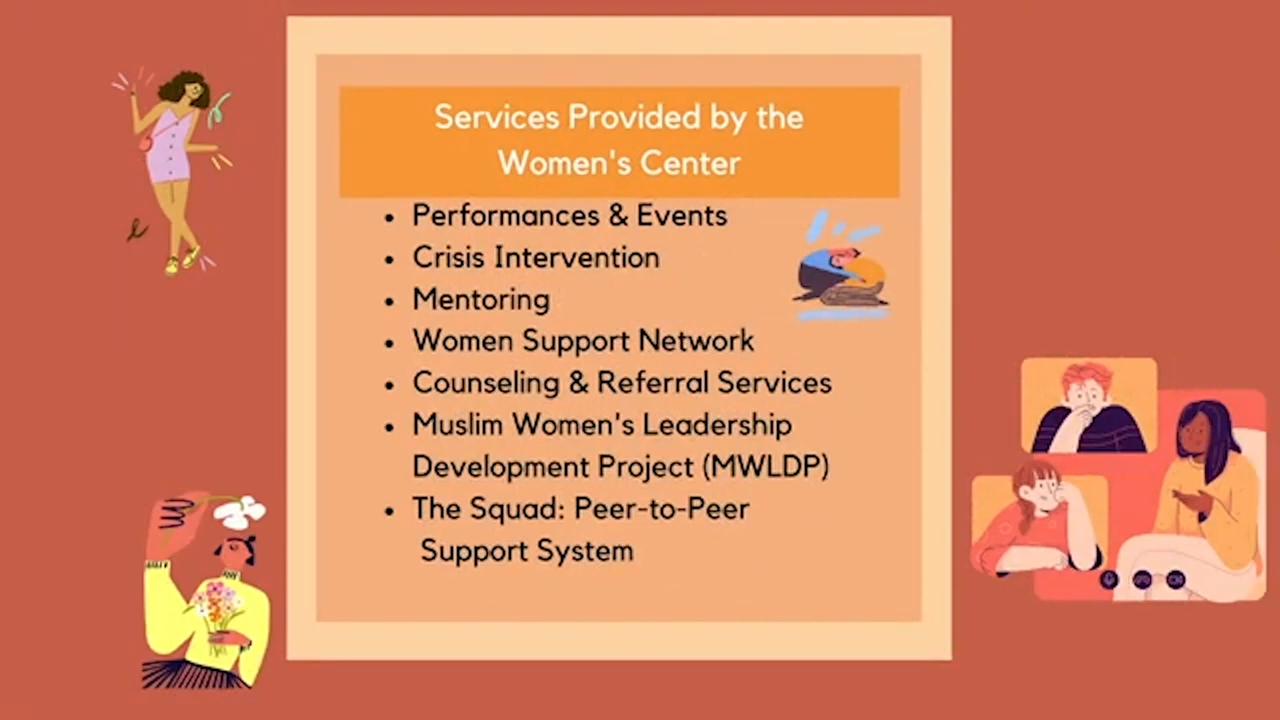 Services Provided by the
Women's Center
• Performances & Events
• Crisis Intervention
• Mentoring
• Women Support Network
• Counseling & Referral Services
• Muslim Women's Leadership
Development Project (MWLDP)
• The Squad: Peer-to-Peer
Support System